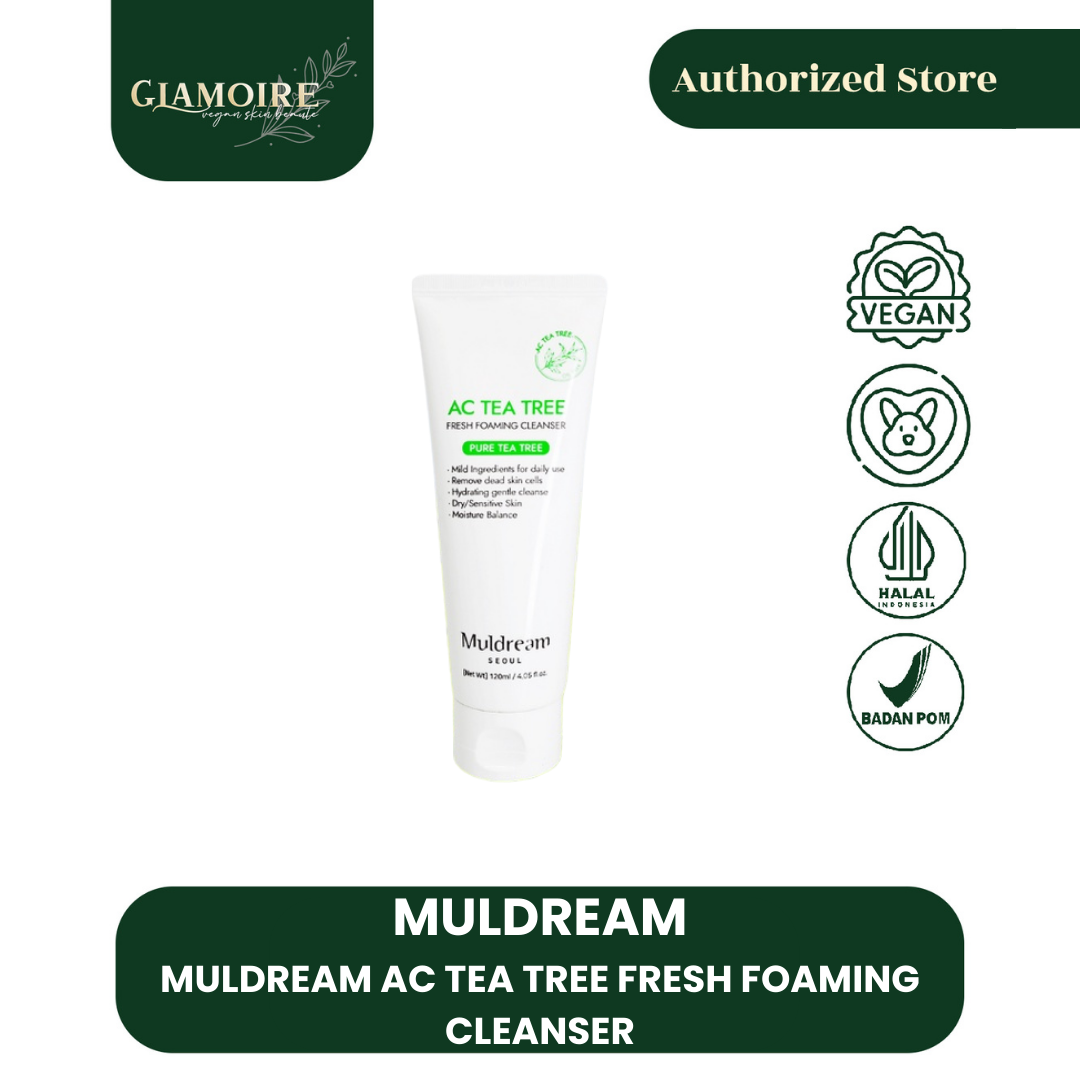 GLAMOIRE
vegan skin beaute
Authorized Store
VEGAN
HALAL
INDONESIA
BADAN POM
AC TEA TREE
AC TEA TREE
FRESH FOAMING CLEANSER
PURE TEA TREE
· Mild Ingredients for daily use
· Remove dead skin cells
· Hydrating gentle cleanse
· Dry/Sensitive Skin
· Moisture Balance
Muldream
SEOUL
[Net Wt] 120ml / 4.05 fl.oz.
MULDREAM
MULDREAM AC TEA TREE FRESH FOAMING
CLEANSER